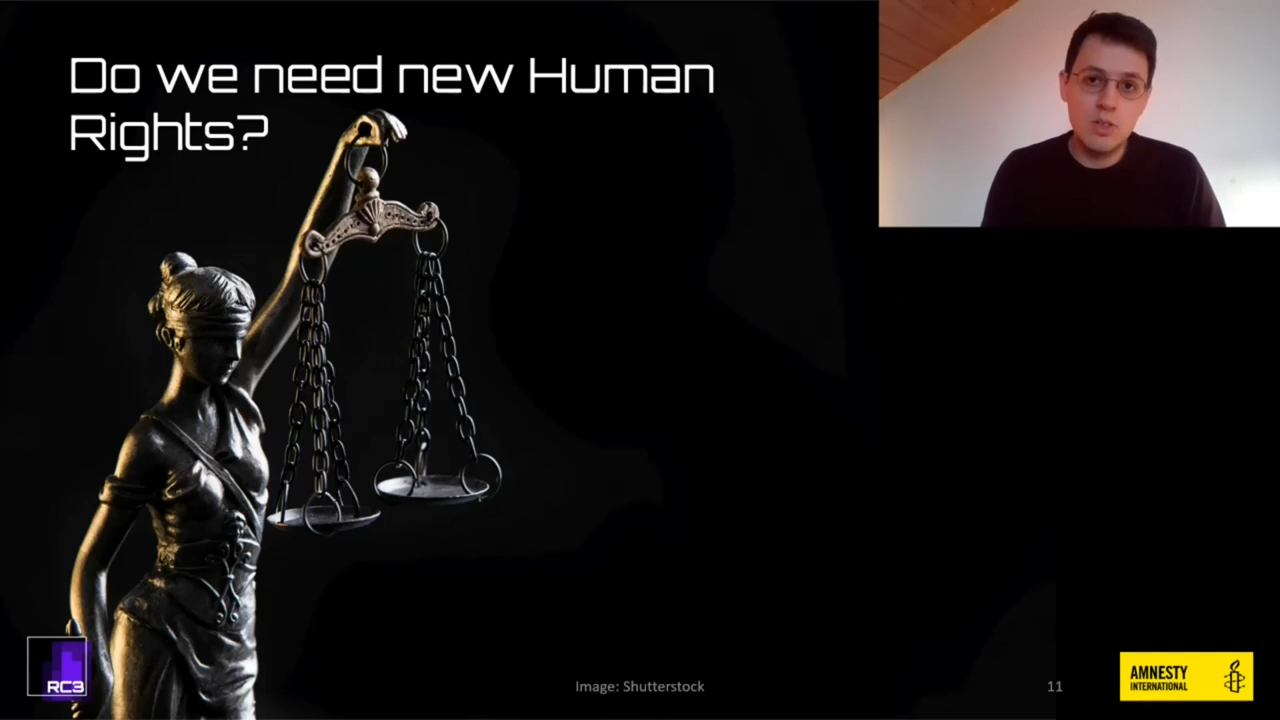 Do we need new Human
Rights?
RC3
Image: Shutterstock
11
AMNESTY
INTERNATIONAL